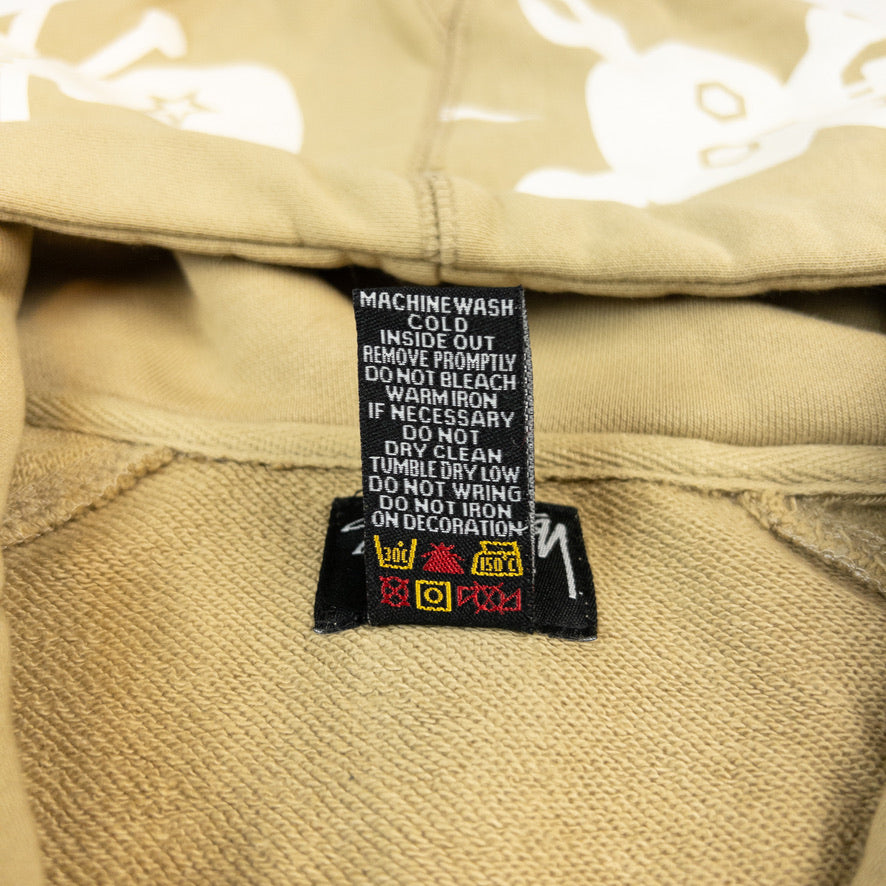 MACHINE WASH
COLD
INSIDE OUT
REMOVE PROMPTLY
DO NOT BLEACH
WARM IRON
IF NECESSARY
DO NOT
DRY CLEAN
TUMBLE DRY LOW
DO NOT WRING
DO NOT IRON
ON DECORATION
30C
150°C